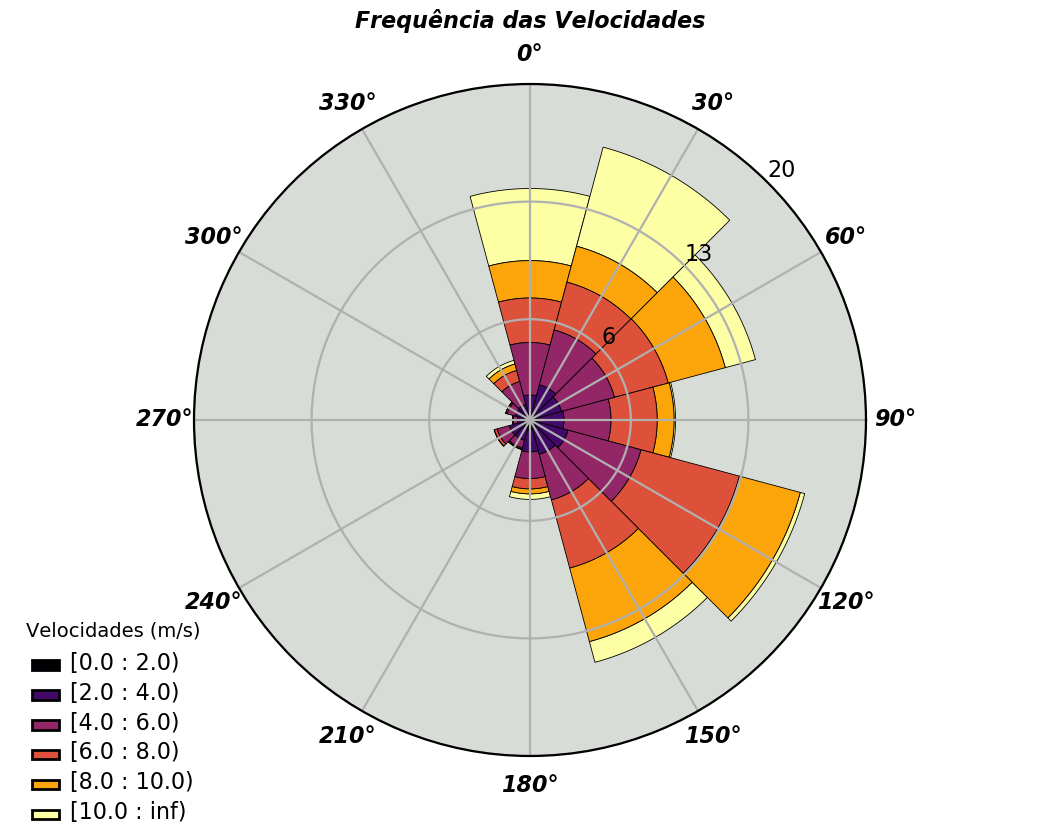 Frequência das Velocidades
0°
330°
30°
20
300°
60°
13
6
270°
90°
240°
120°
210°
150°
180°
Velocidades (m/s)
[0.0 : 2.0)
[2.0 : 4.0)
[4.0 : 6.0)
[6.0 : 8.0)
[8.0 : 10.0)
[10.0 : inf)